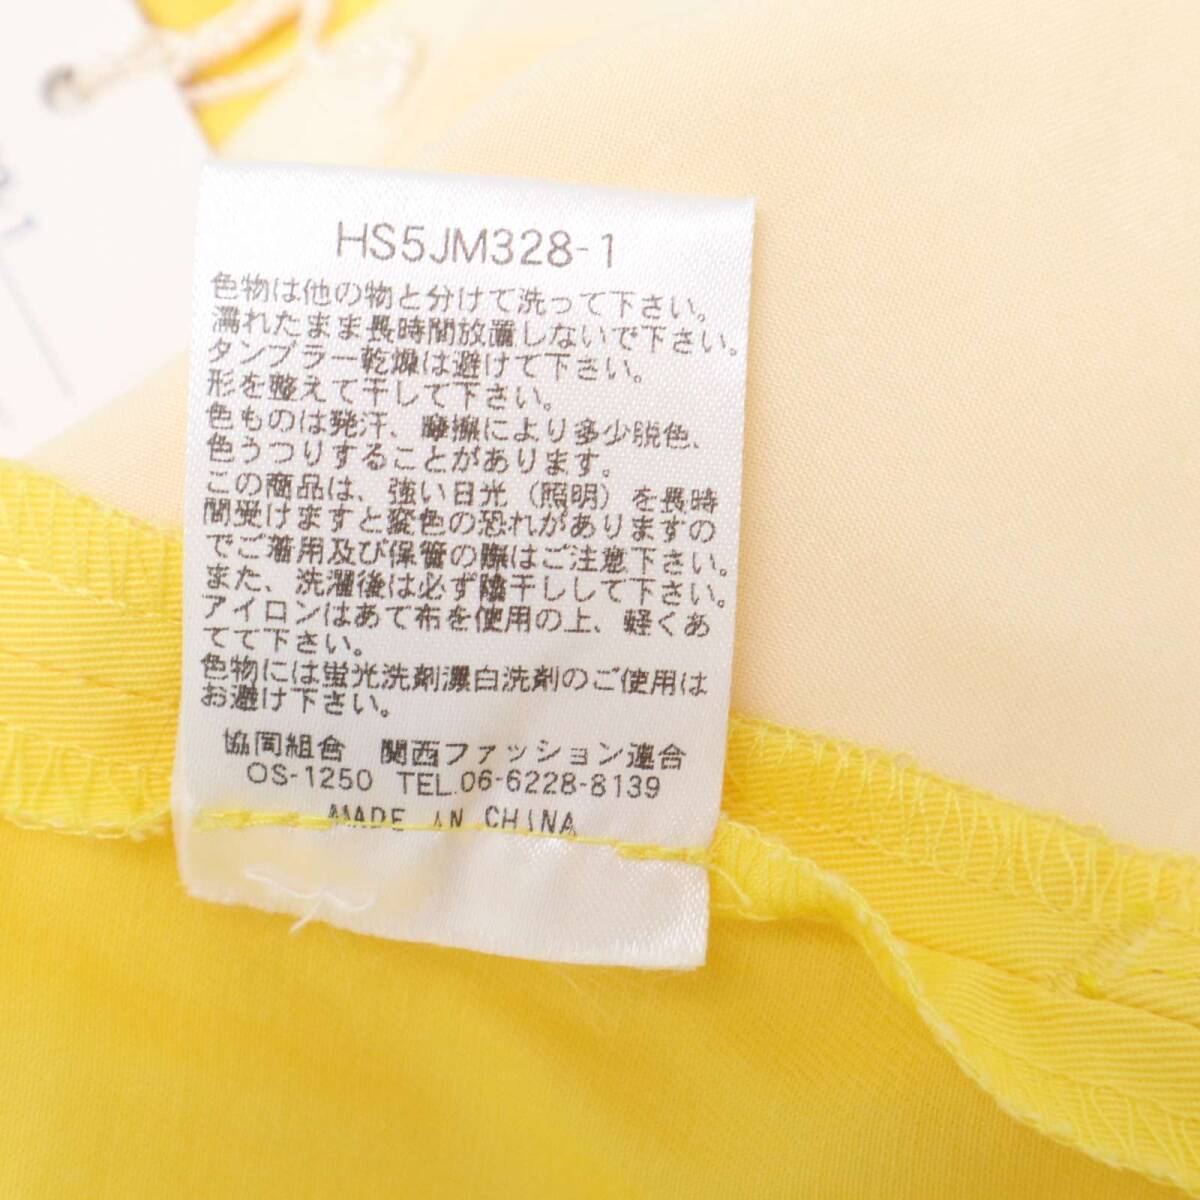 HS5JM328-1
色物は他の物と分けて洗って下さい。
濡れたまま長時間放置しないで下さい。
タンブラー乾燥は避けて下さい。
形を整えて干して下さい。
色ものは発汗、摩擦により多少脱色、
色うつりすることがあります。
この商品は、強い日光（照明）を長時
間受けますと変色の恐れがありますの
でご着用及び保管の際はご注意下さい。
また、洗濯後は必ず陰干しして下さい。
アイロンはあて布を使用の上、軽くあ
てて下さい。
色物には蛍光洗剤漂白洗剤のご使用は
お避け下さい。
協同組合 関西ファッション連合
OS-1250 TEL.06-6228-8139
MADE IN CHINA